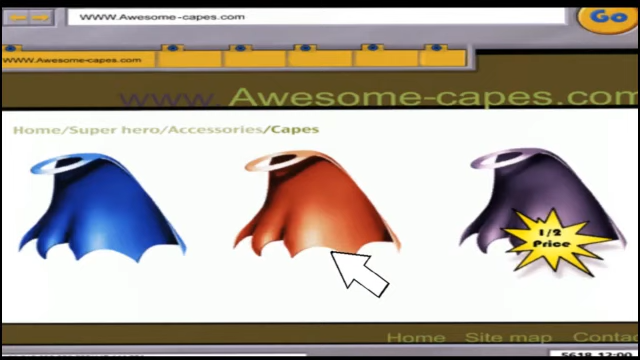 WWW.Awesome-capes.com
Go
WWW.Awesome-capes.com
www.Awesome-capes.com
Home/Super hero/Accessories/Capes
1/2
Price
Home Site map Contac